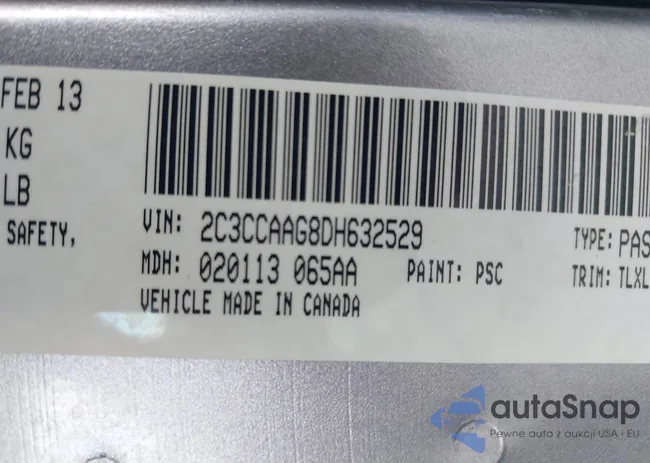 FEB 13
KG
LB
SAFETY,
VIN: 2C3CCAAG8DH632529
TYPE: PAS
MDH: 020113 065AA
PAINT: PSC
TRIM: TLXL
VEHICLE MADE IN CANADA
autaSnap
Pewne auta z aukcji USA i EU